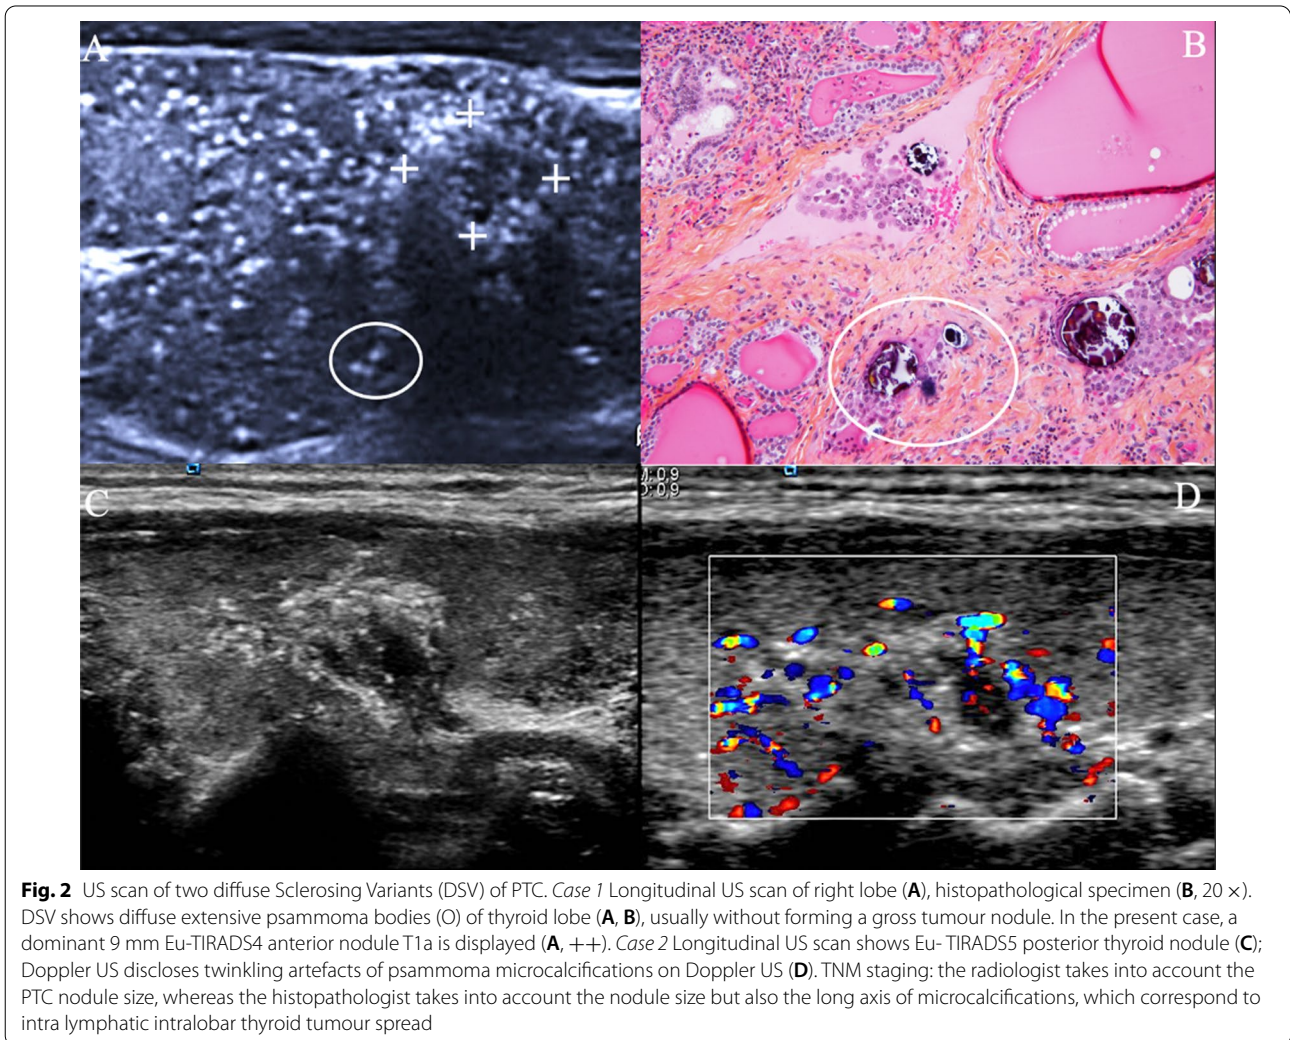 A
B
C
M: 0,9
D: 0,9
D
Fig. 2 US scan of two diffuse Sclerosing Variants (DSV) of PTC. Case 1 Longitudinal US scan of right lobe (A), histopathological specimen (B, 20 ×).
DSV shows diffuse extensive psammoma bodies (O) of thyroid lobe (A, B), usually without forming a gross tumour nodule. In the present case, a
dominant 9 mm Eu-TIRADS4 anterior nodule T1a is displayed (A, ++). Case 2 Longitudinal US scan shows Eu- TIRADS5 posterior thyroid nodule (C);
Doppler US discloses twinkling artefacts of psammoma microcalcifications on Doppler US (D). TNM staging: the radiologist takes into account the
PTC nodule size, whereas the histopathologist takes into account the nodule size but also the long axis of microcalcifications, which correspond to
intra lymphatic intralobar thyroid tumour spread